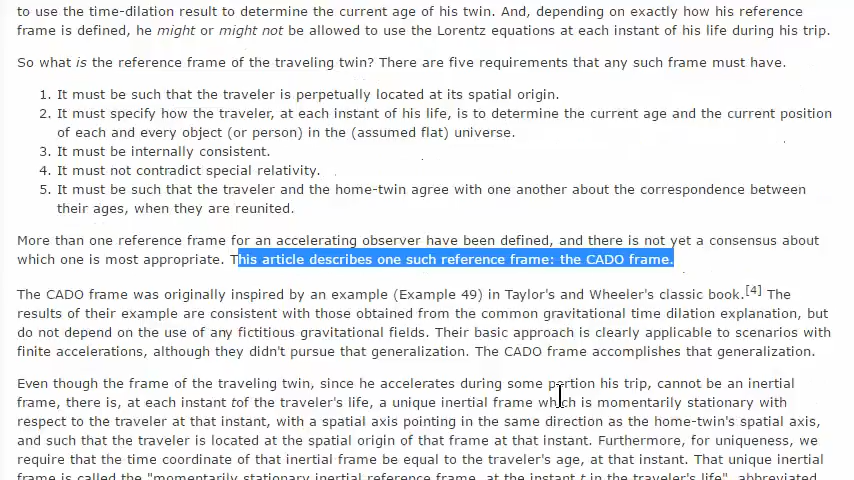 to use the time-dilation result to determine the current age of his twin. And, depending on exactly how his reference
frame is defined, he might or might not be allowed to use the Lorentz equations at each instant of his life during his trip.
So what is the reference frame of the traveling twin? There are five requirements that any such frame must have.
1. It must be such that the traveler is perpetually located at its spatial origin.
2. It must specify how the traveler, at each instant of his life, is to determine the current age and the current position
of each and every object (or person) in the (assumed flat) universe.
3. It must be internally consistent.
4. It must not contradict special relativity.
5. It must be such that the traveler and the home-twin agree with one another about the correspondence between
their ages, when they are reunited.
More than one reference frame for an accelerating observer have been defined, and there is not yet a consensus about
which one is most appropriate. This article describes one such reference frame: the CADO frame.
The CADO frame was originally inspired by an example (Example 49) in Taylor's and Wheeler's classic book.[4] The
results of their example are consistent with those obtained from the common gravitational time dilation explanation, but
do not depend on the use of any fictitious gravitational fields. Their basic approach is clearly applicable to scenarios with
finite accelerations, although they didn't pursue that generalization. The CADO frame accomplishes that generalization.
Even though the frame of the traveling twin, since he accelerates during some portion his trip, cannot be an inertial
frame, there is, at each instant tof the traveler's life, a unique inertial frame which is momentarily stationary with
respect to the traveler at that instant, with a spatial axis pointing in the same direction as the home-twin's spatial axis,
and such that the traveler is located at the spatial origin of that frame at that instant. Furthermore, for uniqueness, we
require that the time coordinate of that inertial frame be equal to the traveler's age, at that instant. That unique inertial
frame is called the "momentarily stationary inertial reference frame, at the instant t in the traveler's life", abbreviated